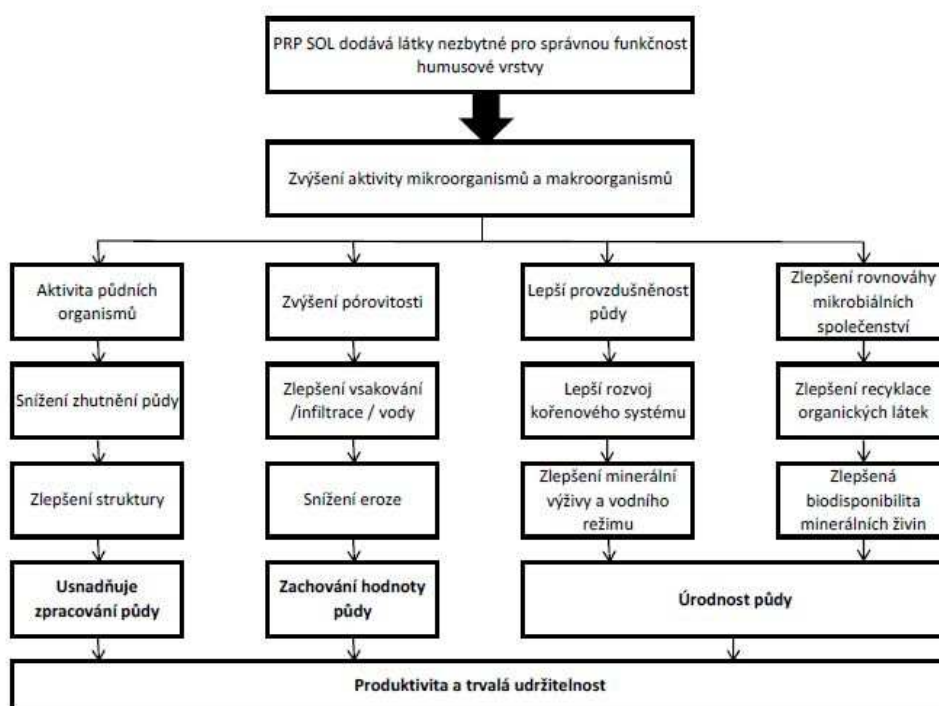 PRP SOL dodává látky nezbytné pro správnou funkčnost
humusové vrstvy
Zvýšení aktivity mikroorganismů a makroorganismů
Aktivita půdních
organismů
Zvýšení pórovitosti
Lepší provzdušněnost
půdy
Zlepšení rovnováhy
mikrobiálních
společenství
Snížení zhutnění půdy
Zlepšení vsakování
/infiltrace / vody
Lepší rozvoj
kořenového systému
Zlepšení recyklace
organických látek
Zlepšení struktury
Snížení eroze
Zlepšení minerální
výživy a vodního
režimu
Zlepšená
biodisponibilita
minerálních živin
Usnadňuje
zpracování půdy
Zachování hodnoty
půdy
Úrodnost půdy
Produktivita a trvalá udržitelnost